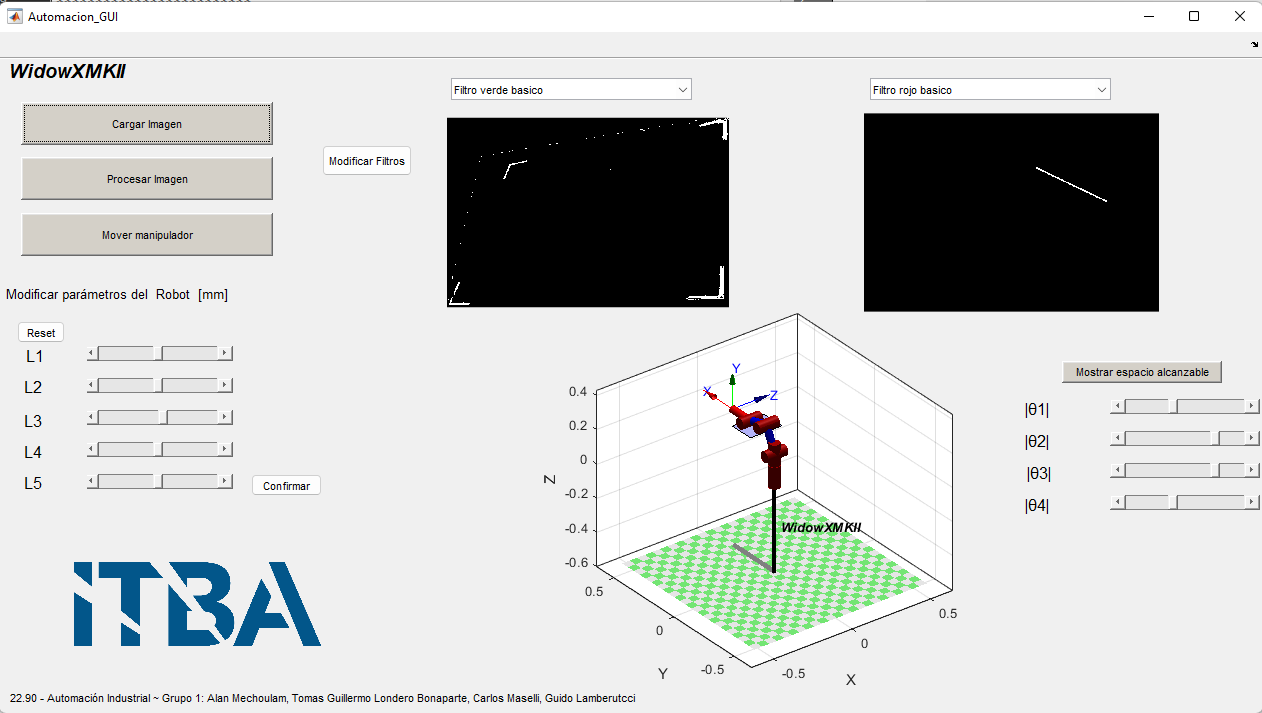 Automacion_GUI
WidowXMKII
Cargar Imagen
Procesar Imagen
Mover manipulador
Modificar Filtros
Filtro verde basico
Filtro rojo basico
Modificar parámetros del Robot [mm]
Reset
L1
L2
L3
L4
L5
Confirmar
0.4
0.2
0
-0.2
-0.4
-0.6
Z
0.5
0
-0.5
Y
-0.5
0
0.5
X
X
Y
Z
WidowXMKII
Mostrar espacio alcanzable
|θ1|
|θ2|
|θ3|
|θ4|
ITBA
22.90 - Automación Industrial ~ Grupo 1: Alan Mechoulam, Tomas Guillermo Londero Bonaparte, Carlos Maselli, Guido Lamberutcci